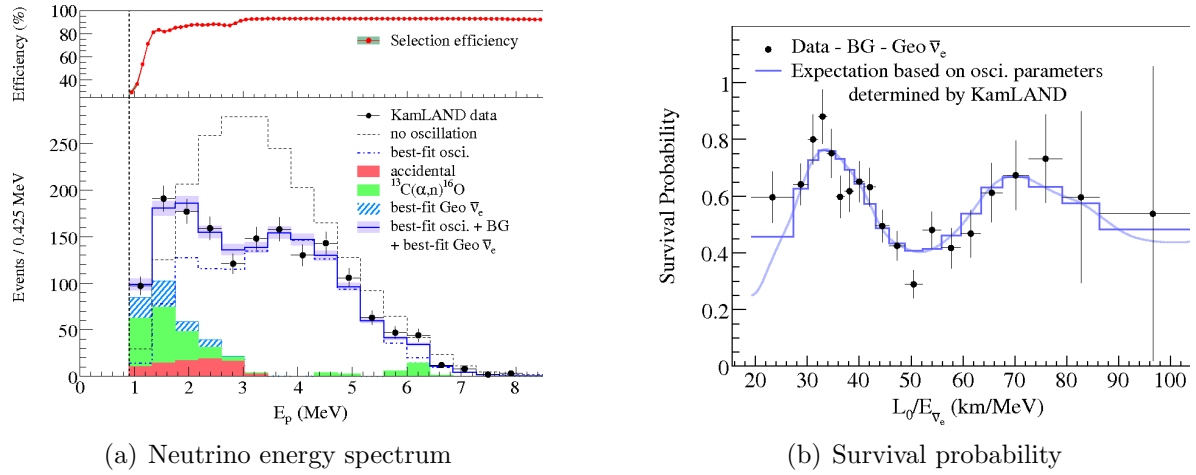 100
80
60
40
Efficiency (%)
Selection efficiency
250
200
150
100
50
0
Events / 0.425 MeV
KamLAND data
no oscillation
best-fit osci.
accidental
¹³C(α,n)¹⁶O
best-fit Geo ν̅ₑ
best-fit osci. + BG
+ best-fit Geo ν̅ₑ
0 1 2 3 4 5 6 7 8
Eₚ (MeV)
(a) Neutrino energy spectrum
1
0.8
0.6
0.4
0.2
0
Survival Probability
Data - BG - Geo ν̅ₑ
Expectation based on osci. parameters
determined by KamLAND
20 30 40 50 60 70 80 90 100
L₀/E_ν̅ₑ (km/MeV)
(b) Survival probability